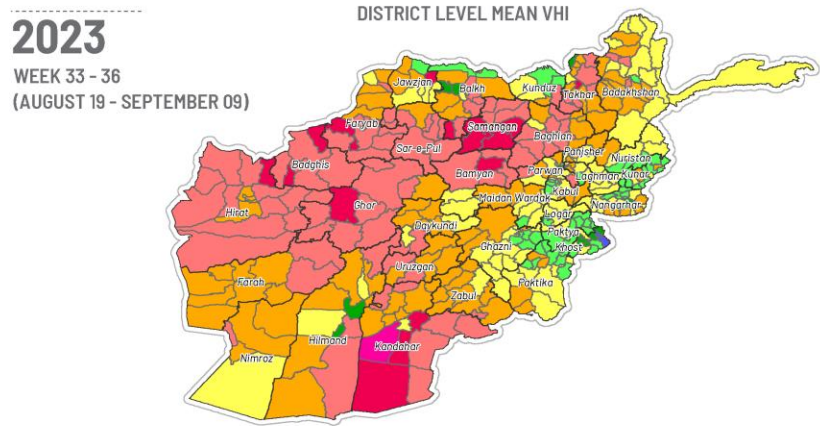 DISTRICT LEVEL MEAN VHI
2023
WEEK 33 - 36
(AUGUST 19 - SEPTEMBER 09)
Jawzjan
Balkh
Kunduz
Takhar
Badakhshan
Faryab
Samangan
Baghlan
Sar-e-Pul
Panjsher
Nuristan
Badghis
Bamyan
Parwan
Laghman
Kunar
Kabul
Hirat
Ghor
Maidan Wardak
Nangarhar
Logar
Daykundi
Paktya
Ghazni
Khost
Uruzgan
Farah
Zabul
Paktika
Hilmand
Kandahar
Nimroz